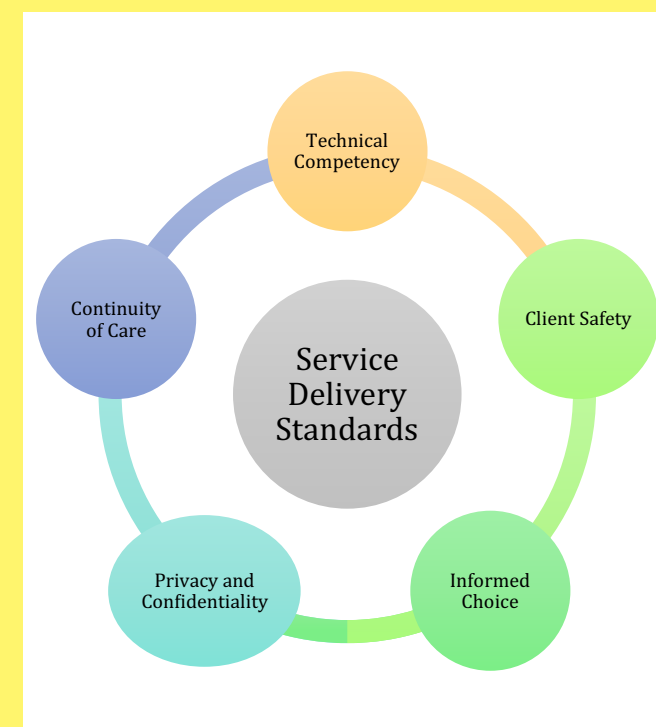 Technical
Competency
Client Safety
Informed
Choice
Privacy and
Confidentiality
Continuity
of Care
Service
Delivery
Standards